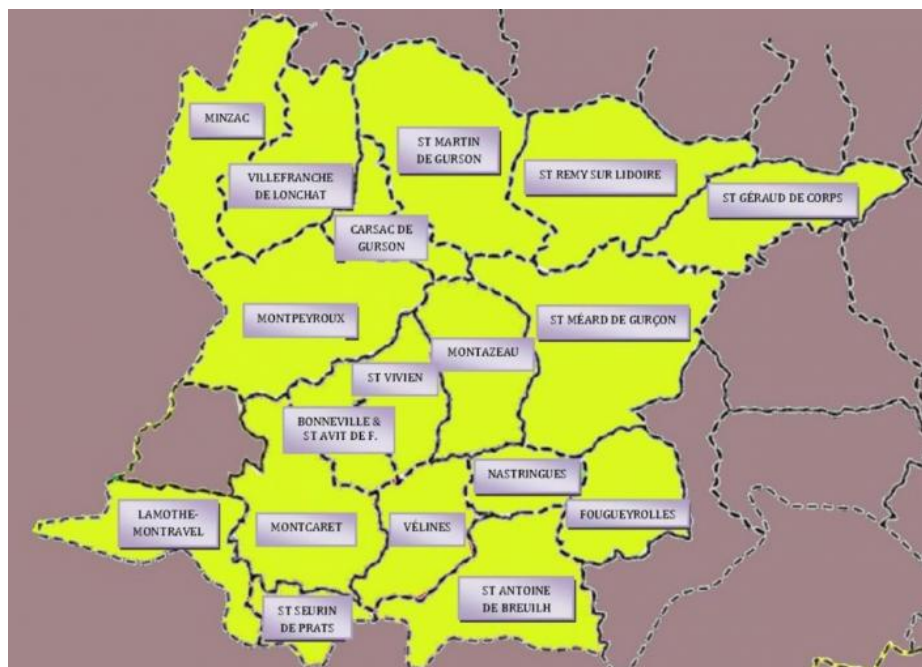 MINZAC
ST MARTIN
DE GURSON
VILLEFRANCHE
DE LONCHAT
ST REMY SUR LIDOIRE
ST GÉRAUD DE CORPS
CARSAC DE
GURSON
MONTPEYROUX
ST MÉARD DE GURÇON
MONTAZEAU
ST VIVIEN
BONNEVILLE &
ST AVIT DE F.
NASTRINGUES
LAMOTHE-
MONTRAVEL
MONTCARET
VÉLINES
FOUGUEYROLLES
ST ANTOINE
DE BREUILH
ST SEURIN
DE PRATS